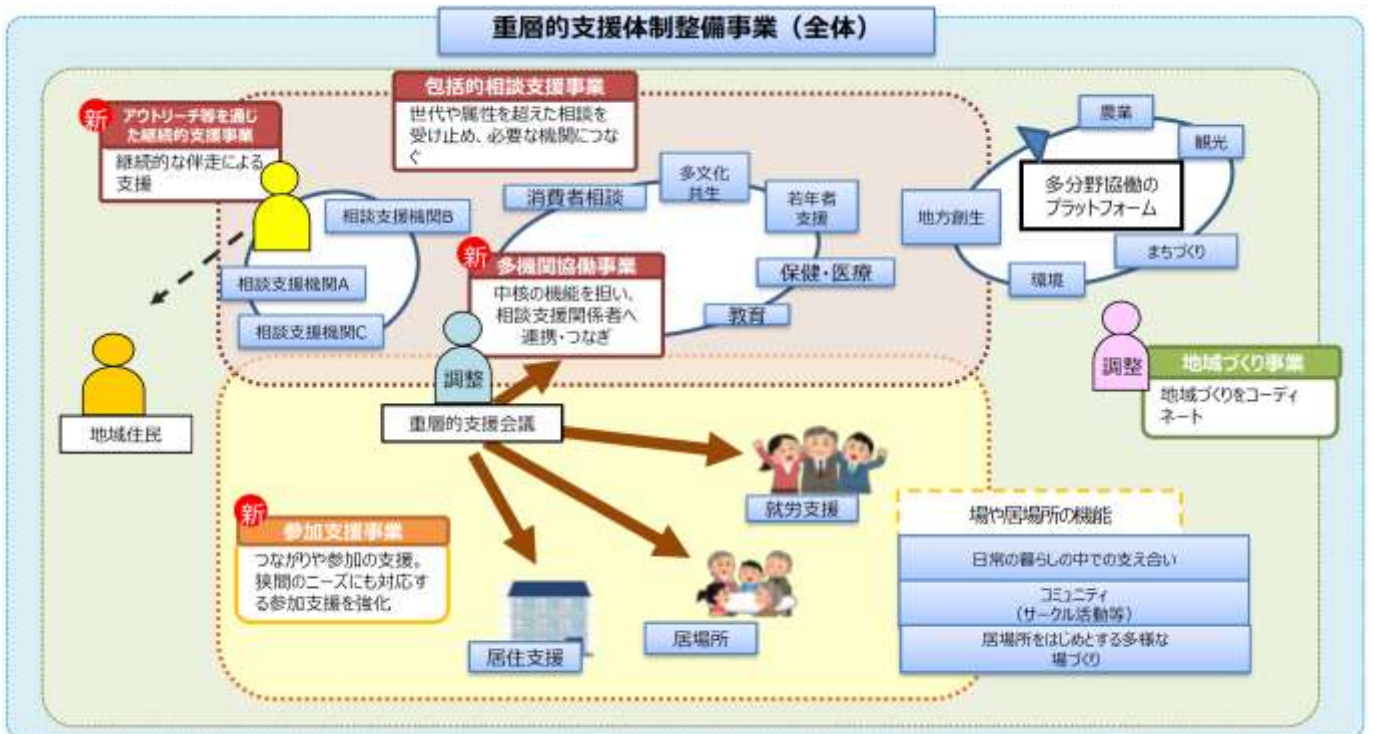 重層的支援体制整備事業（全体）
新
アウトリーチ等を通じ
た継続的支援事業
継続的な伴走による
支援
包括的相談支援事業
世代や属性を超えた相談を
受け止め、必要な機関につな
ぐ
相談支援機関B
相談支援機関A
相談支援機関C
消費者相談
多文化
共生
若年者
支援
保健・医療
教育
新
多機関協働事業
中核の機能を担い、
相談支援関係者へ
連携・つなぎ
調整
重層的支援会議
農業
観光
地方創生
多分野協働の
プラットフォーム
まちづくり
環境
調整
地域づくり事業
地域づくりをコーディ
ネート
地域住民
新
参加支援事業
つながりや参加の支援。
狭間のニーズにも対応す
る参加支援を強化
就労支援
居場所
居住支援
場や居場所の機能
日常の暮らしの中での支え合い
コミュニティ
（サークル活動等）
居場所をはじめとする多様な
場づくり